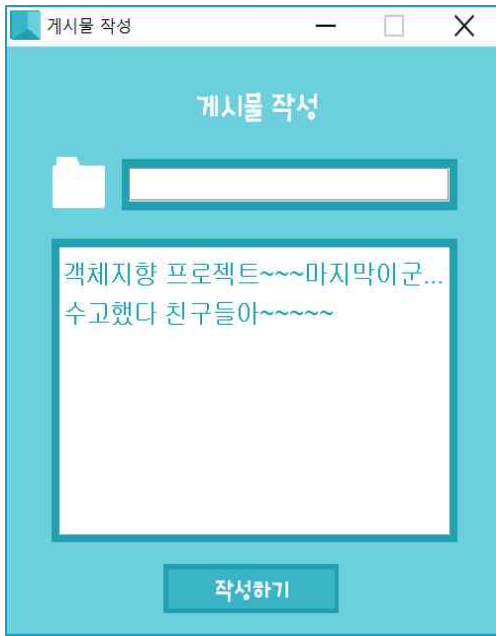 게시물 작성
게시물 작성
객체지향 프로젝트~~~마지막이군...
수고했다 친구들아~~~~~
작성하기